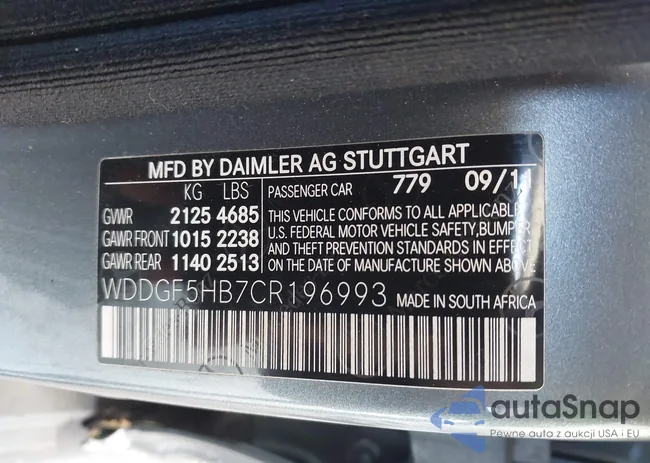 MFD BY DAIMLER AG STUTTGART
KG LBS PASSENGER CAR 779 09/11
GVWR 2125 4685 THIS VEHICLE CONFORMS TO ALL APPLICABLE
GAWR FRONT 1015 2238 U.S. FEDERAL MOTOR VEHICLE SAFETY, BUMPER
GAWR REAR 1140 2513 AND THEFT PREVENTION STANDARDS IN EFFECT
ON THE DATE OF MANUFACTURE SHOWN ABOVE.
WDDGF5HB7CR196993 MADE IN SOUTH AFRICA
autaSnap
Pewne auta z aukcji USA i EU